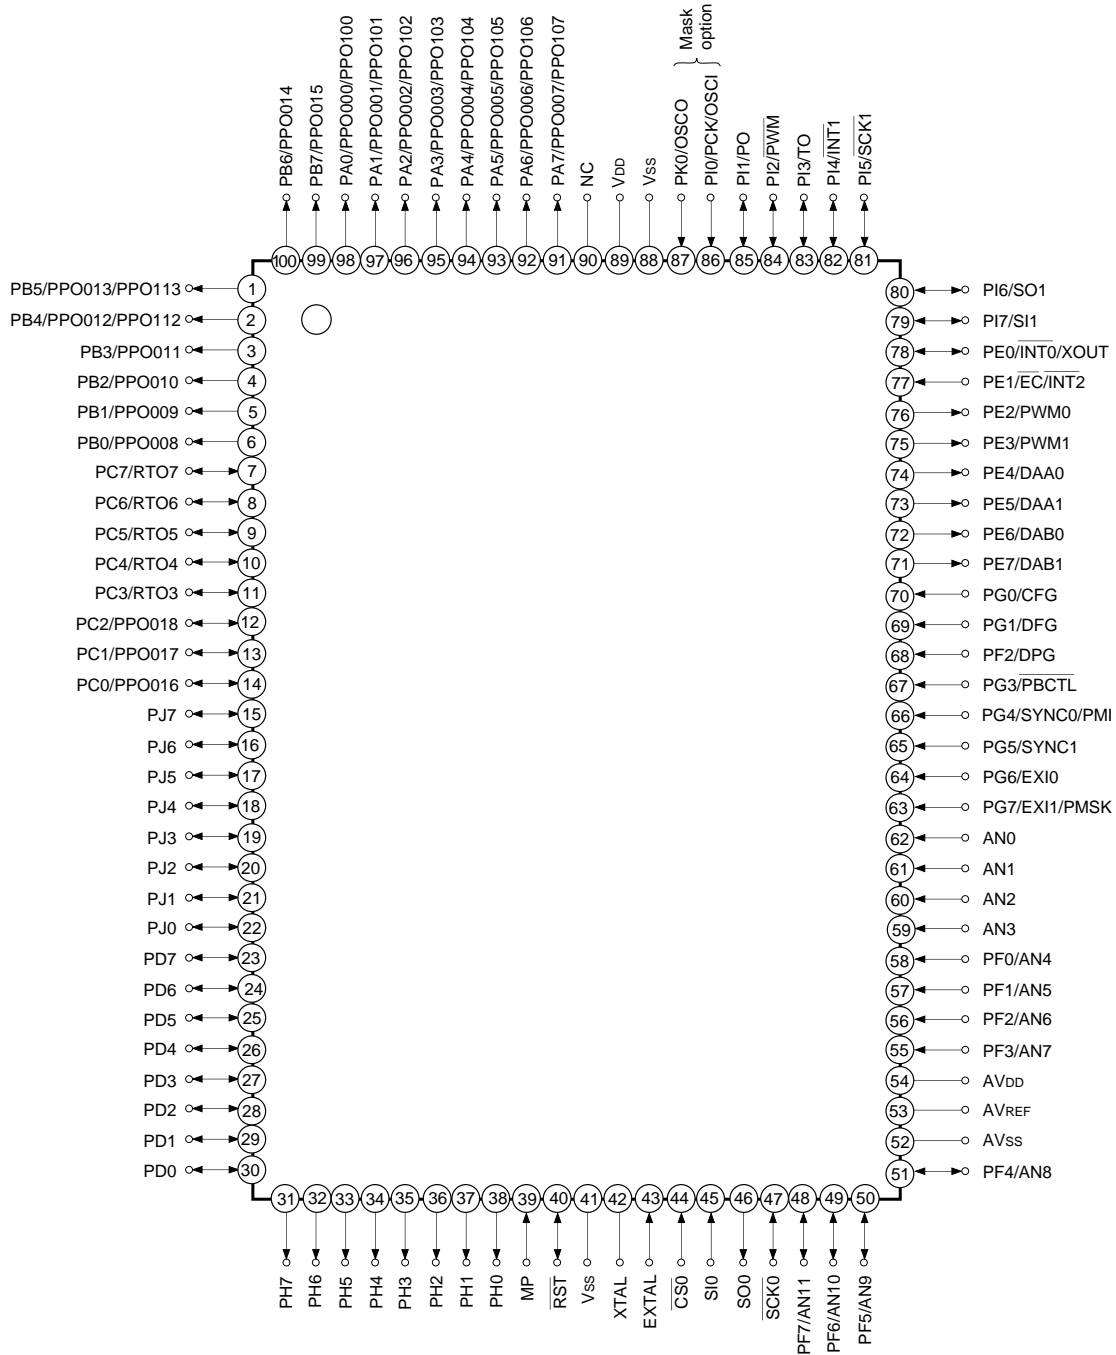 Mask
option
PB6/PPO014
PB7/PPO015
PA0/PPO000/PPO100
PA1/PPO001/PPO101
PA2/PPO002/PPO102
PA3/PPO003/PPO103
PA4/PPO004/PPO104
PA5/PPO005/PPO105
PA6/PPO006/PPO106
PA7/PPO007/PPO107
NC
VDD
Vss
PK0/OSCO
PI0/PCK/OSCI
PI1/PO
PI2/PWM
PI3/TO
PI4/INT1
PI5/SCK1
100 99 98 97 96 95 94 93 92 91 90 89 88 87 86 85 84 83 82 81
PB5/PPO013/PPO113 1
PB4/PPO012/PPO112 2
PB3/PPO011 3
PB2/PPO010 4
PB1/PPO009 5
PB0/PPO008 6
PC7/RTO7 7
PC6/RTO6 8
PC5/RTO5 9
PC4/RTO4 10
PC3/RTO3 11
PC2/PPO018 12
PC1/PPO017 13
PC0/PPO016 14
PJ7 15
PJ6 16
PJ5 17
PJ4 18
PJ3 19
PJ2 20
PJ1 21
PJ0 22
PD7 23
PD6 24
PD5 25
PD4 26
PD3 27
PD2 28
PD1 29
PD0 30
80 PI6/SO1
79 PI7/SI1
78 PE0/INT0/XOUT
77 PE1/EC/INT2
76 PE2/PWM0
75 PE3/PWM1
74 PE4/DAA0
73 PE5/DAA1
72 PE6/DAB0
71 PE7/DAB1
70 PG0/CFG
69 PG1/DFG
68 PF2/DPG
67 PG3/PBCTL
66 PG4/SYNC0/PMI
65 PG5/SYNC1
64 PG6/EXI0
63 PG7/EXI1/PMSK
62 AN0
61 AN1
60 AN2
59 AN3
58 PF0/AN4
57 PF1/AN5
56 PF2/AN6
55 PF3/AN7
54 AVDD
53 AVREF
52 AVss
51 PF4/AN8
31 32 33 34 35 36 37 38 39 40 41 42 43 44 45 46 47 48 49 50
PH7
PH6
PH5
PH4
PH3
PH2
PH1
PH0
MP
RST
Vss
XTAL
EXTAL
CS0
SI0
SO0
SCK0
PF7/AN11
PF6/AN10
PF5/AN9